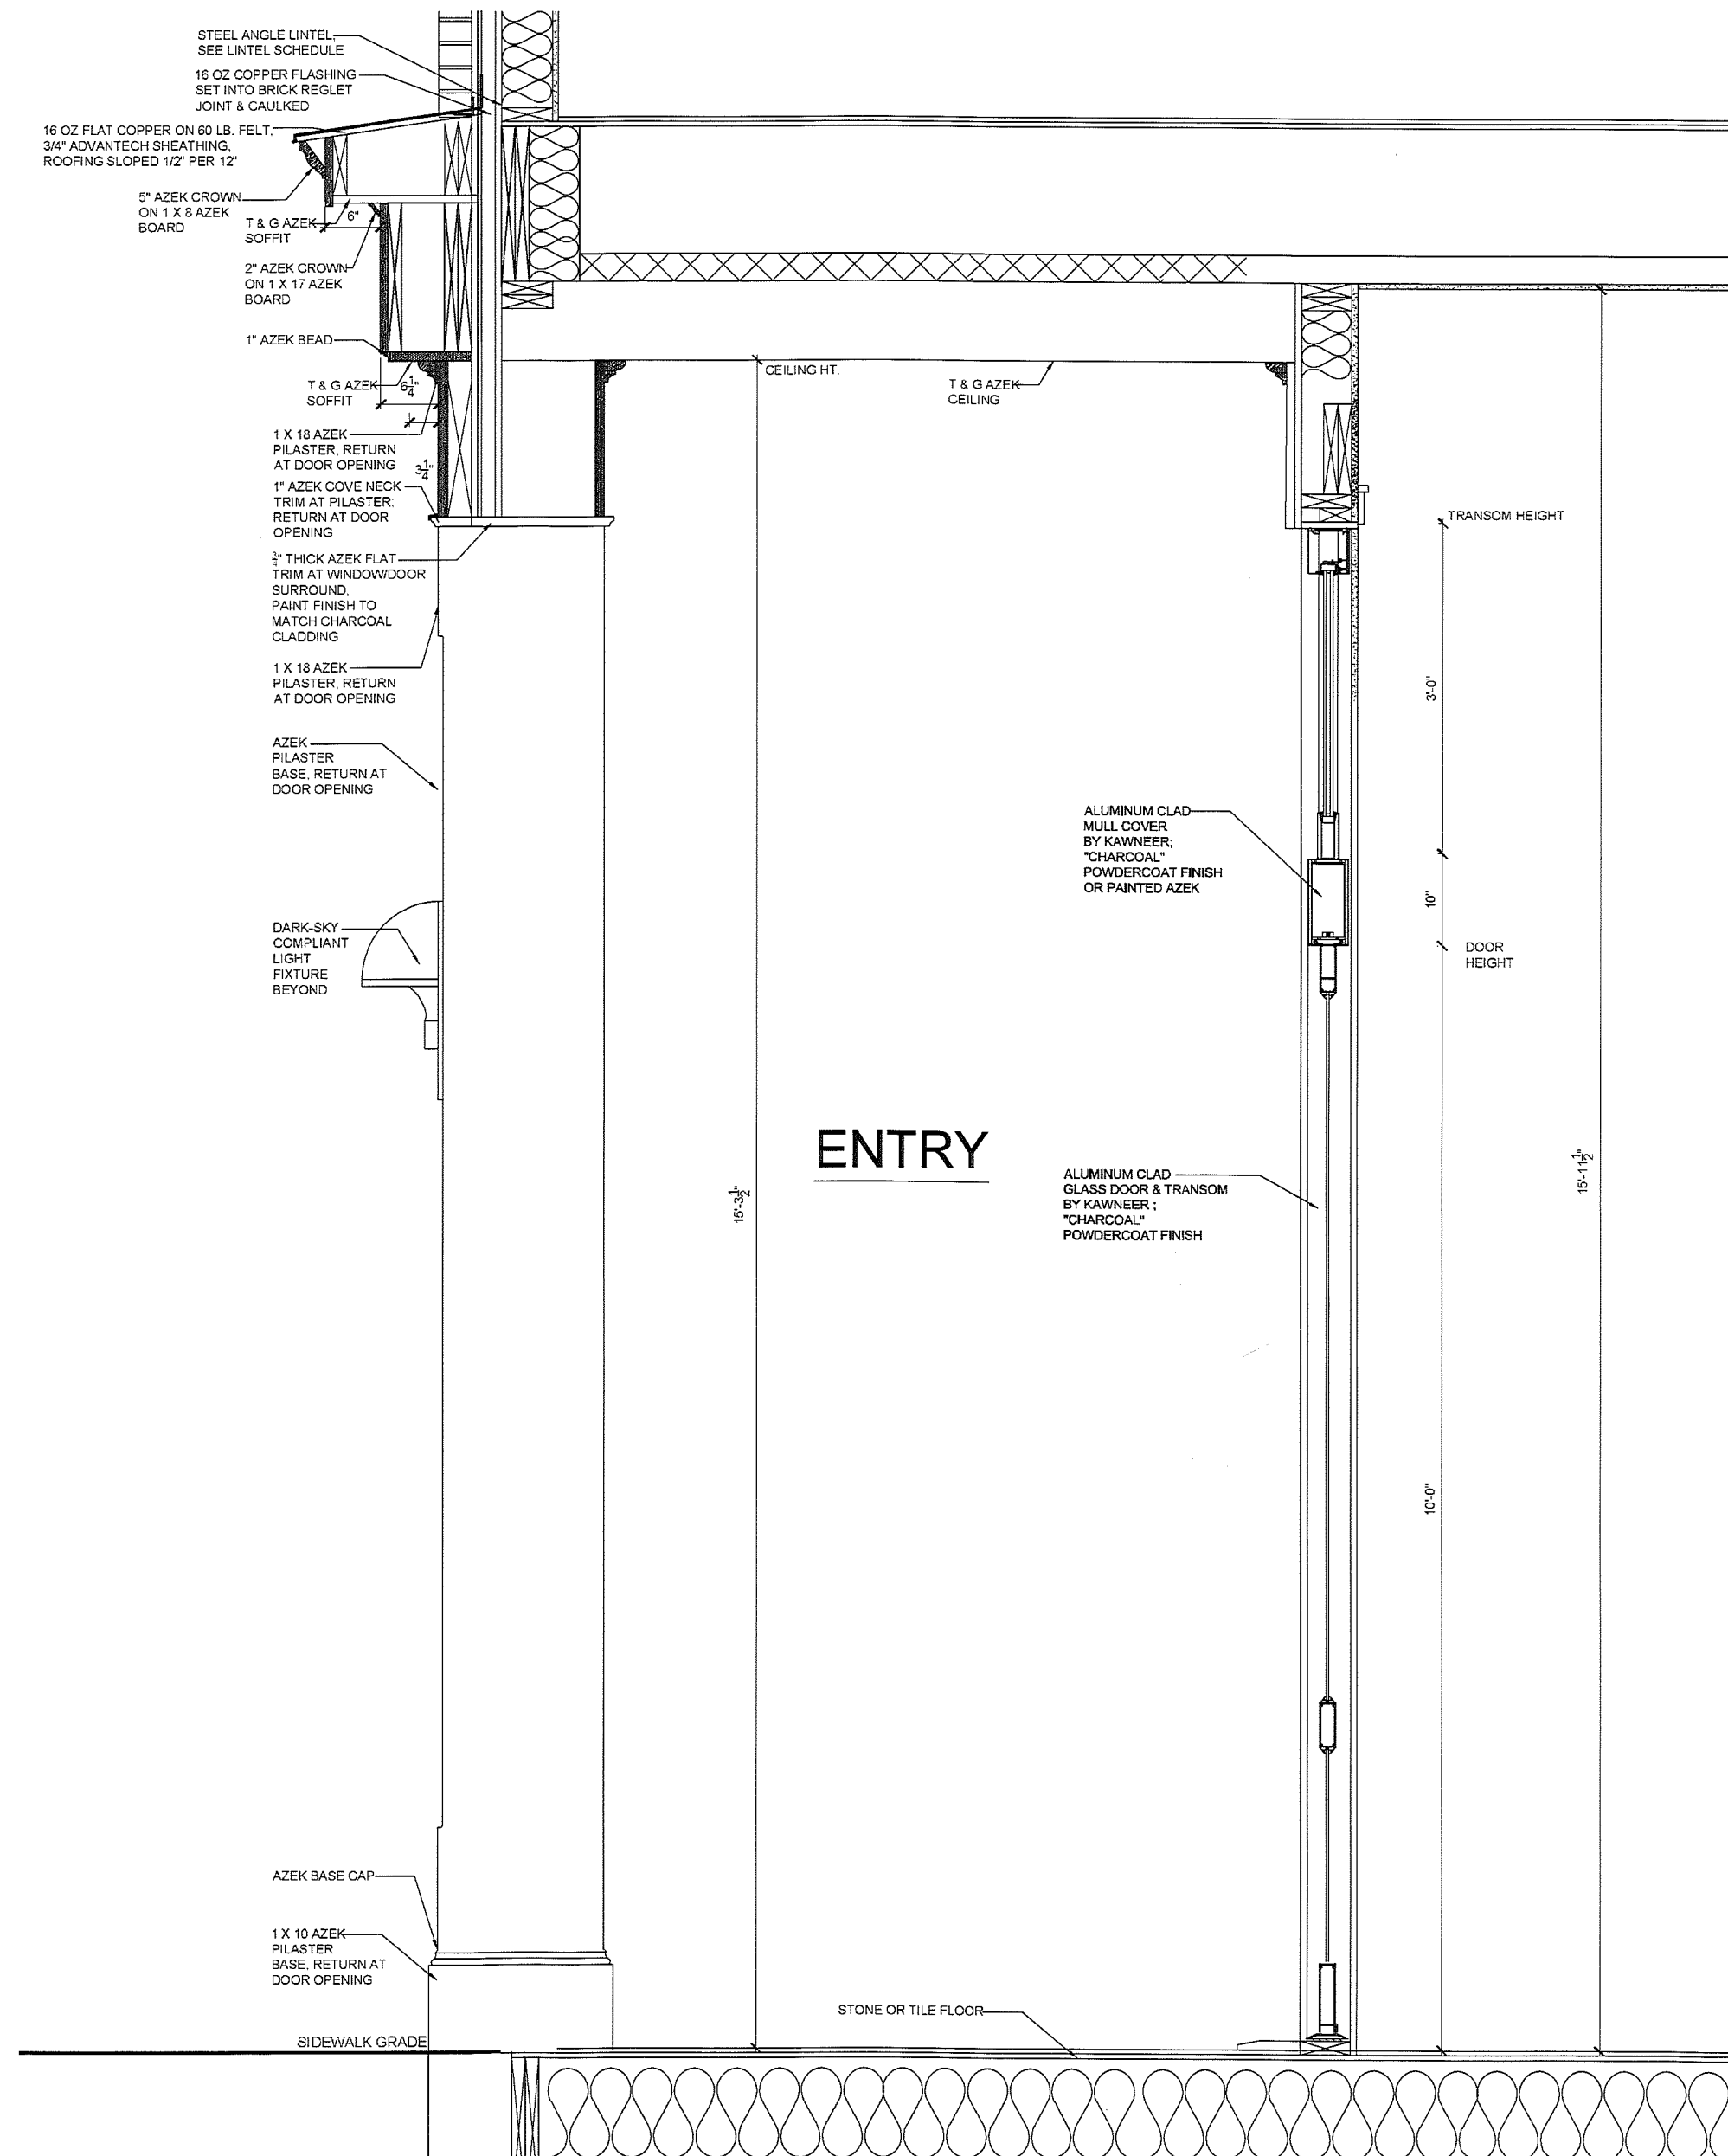 STEEL ANGLE LINTEL,
SEE LINTEL SCHEDULE
16 OZ COPPER FLASHING
SET INTO BRICK REGLET
JOINT & CAULKED
16 OZ FLAT COPPER ON 60 LB. FELT,
3/4" ADVANTECH SHEATHING,
ROOFING SLOPED 1/2" PER 12"
5" AZEK CROWN
ON 1 X 8 AZEK
BOARD
T & G AZEK
SOFFIT
6"
2" AZEK CROWN
ON 1 X 17 AZEK
BOARD
1" AZEK BEAD
T & G AZEK
SOFFIT
6 1/4"
1 X 18 AZEK
PILASTER, RETURN
AT DOOR OPENING
3 1/4"
1" AZEK COVE NECK
TRIM AT PILASTER;
RETURN AT DOOR
OPENING
3/4" THICK AZEK FLAT
TRIM AT WINDOW/DOOR
SURROUND,
PAINT FINISH TO
MATCH CHARCOAL
CLADDING
1 X 18 AZEK
PILASTER, RETURN
AT DOOR OPENING
AZEK
PILASTER
BASE, RETURN AT
DOOR OPENING
DARK-SKY
COMPLIANT
LIGHT
FIXTURE
BEYOND
AZEK BASE CAP
1 X 10 AZEK
PILASTER
BASE, RETURN AT
DOOR OPENING
SIDEWALK GRADE
CEILING HT.
T & G AZEK
CEILING
15'-3 1/2"
ENTRY
ALUMINUM CLAD
MULL COVER
BY KAWNEER;
"CHARCOAL"
POWDERCOAT FINISH
OR PAINTED AZEK
ALUMINUM CLAD
GLASS DOOR & TRANSOM
BY KAWNEER ;
"CHARCOAL"
POWDERCOAT FINISH
STONE OR TILE FLOOR
TRANSOM HEIGHT
3'-0"
10"
DOOR
HEIGHT
10'-0"
15'-11 1/2"